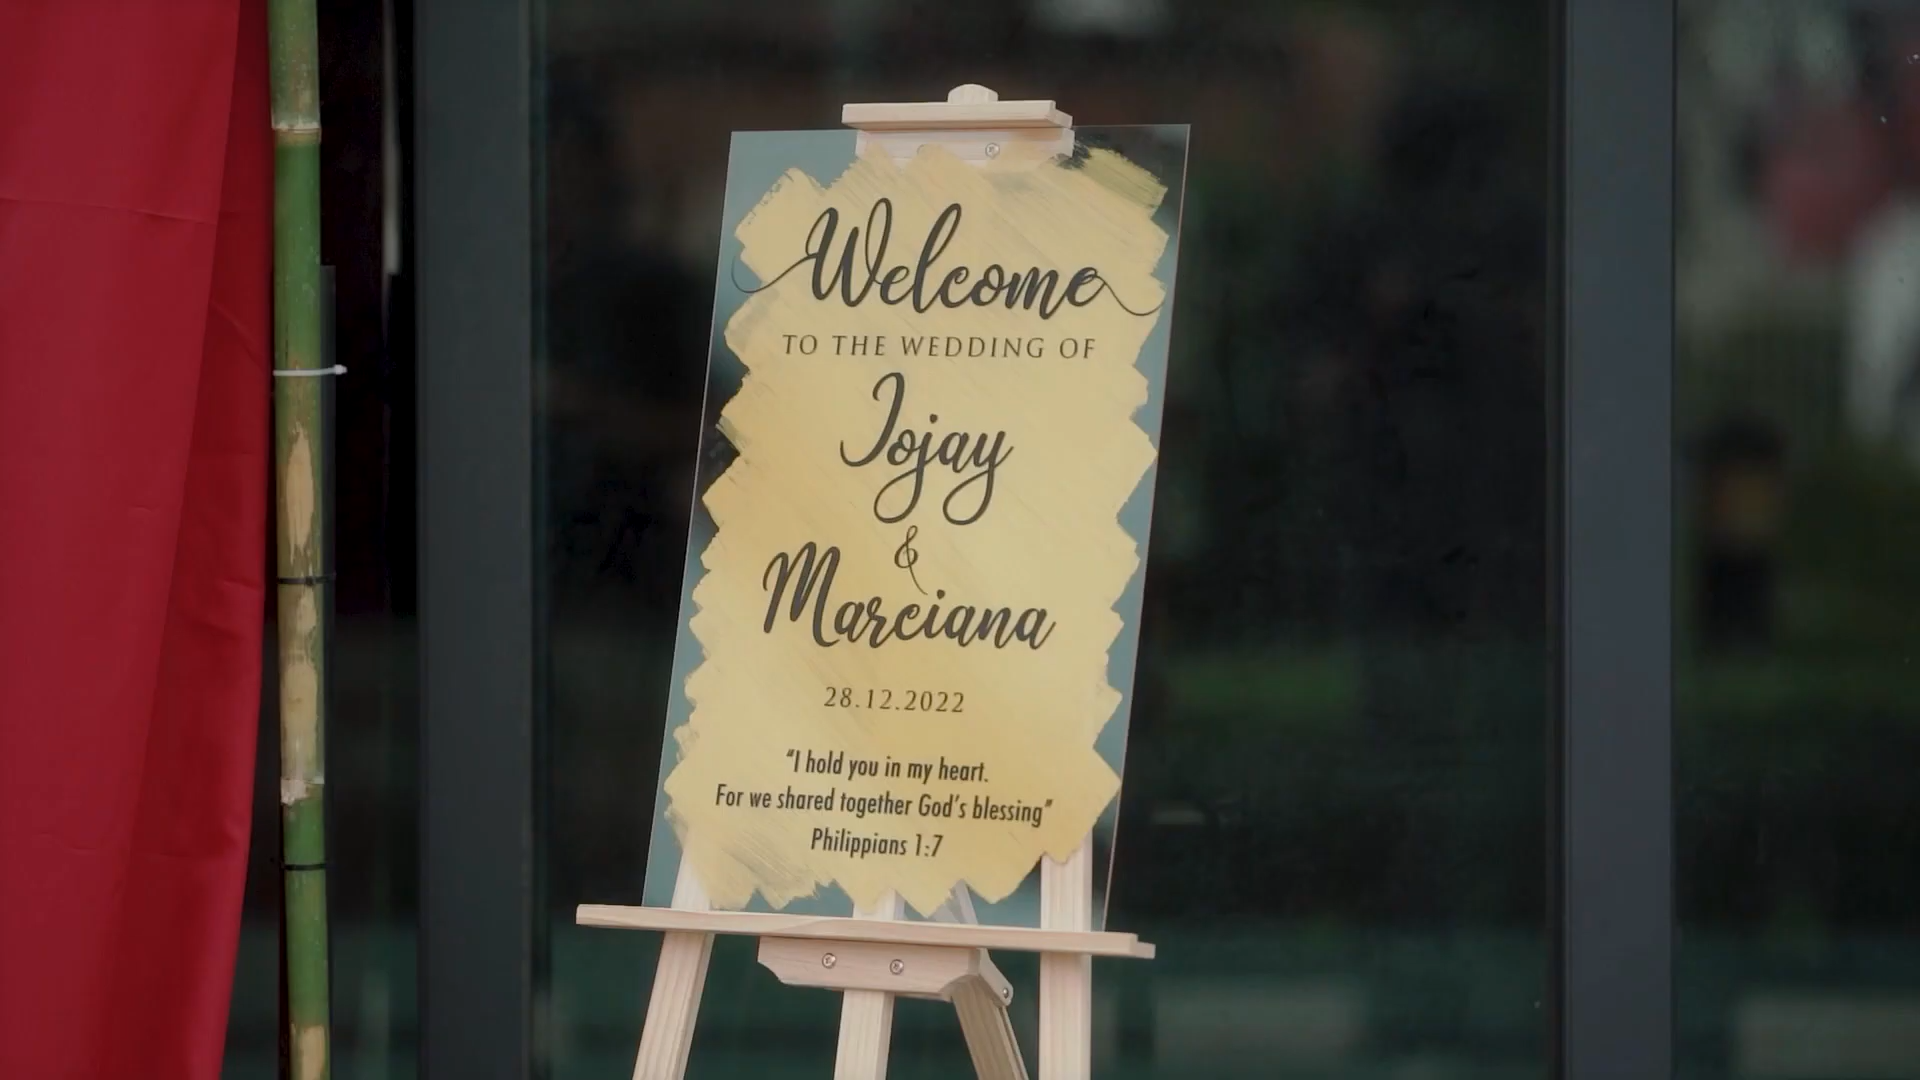 Welcome
TO THE WEDDING OF
Jojay
&
Marciana
28.12.2022
“I hold you in my heart.
For we shared together God’s blessing”
Philippians 1:7